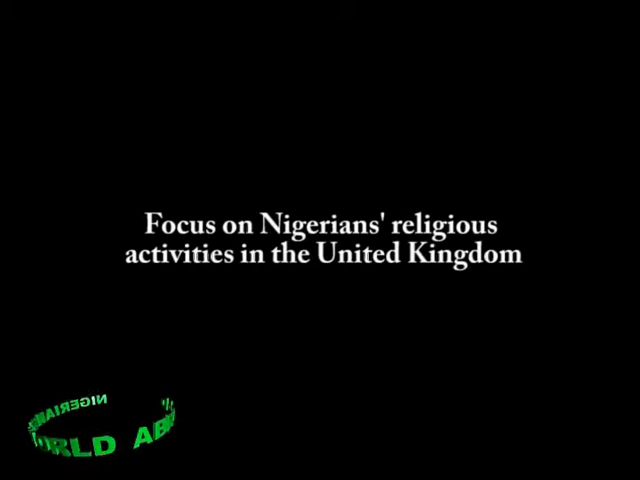 Focus on Nigerians' religious
activities in the United Kingdom